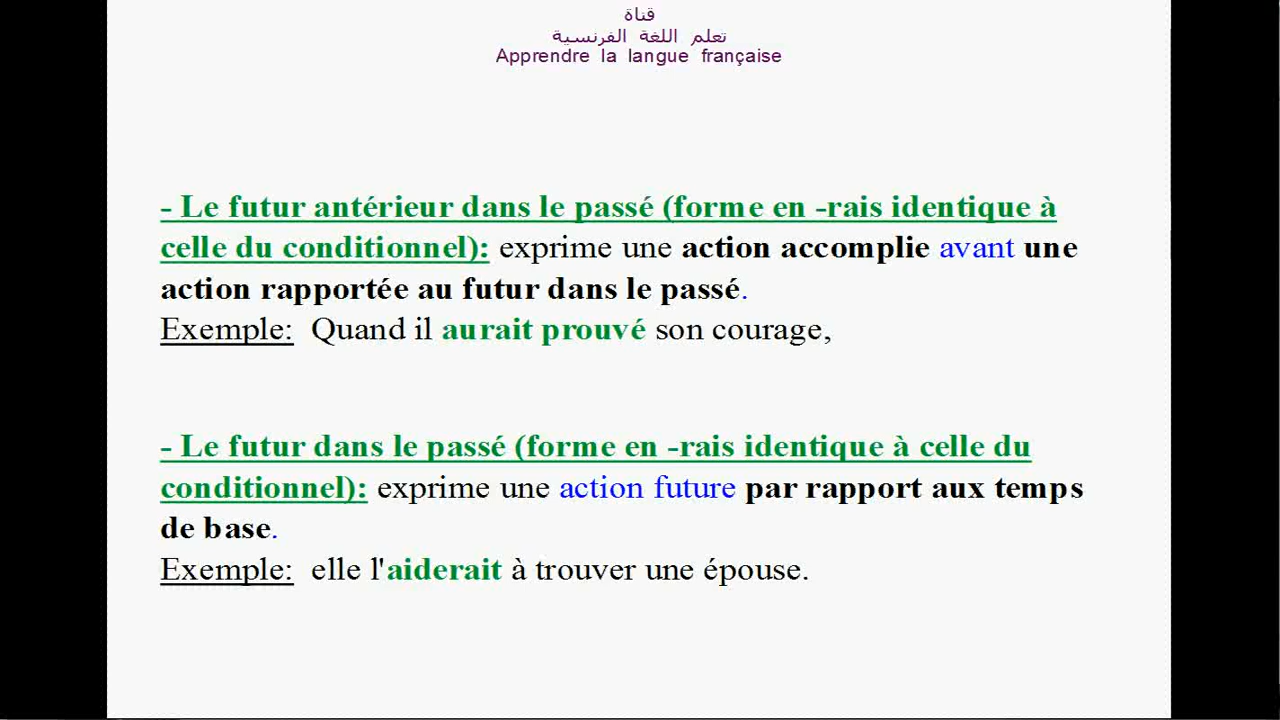 قناة
تعلم اللغة الفرنسية
Apprendre la langue française
- Le futur antérieur dans le passé (forme en -rais identique à
celle du conditionnel): exprime une action accomplie avant une
action rapportée au futur dans le passé.
Exemple: Quand il aurait prouvé son courage,
- Le futur dans le passé (forme en -rais identique à celle du
conditionnel): exprime une action future par rapport aux temps
de base.
Exemple: elle l'aiderait à trouver une épouse.